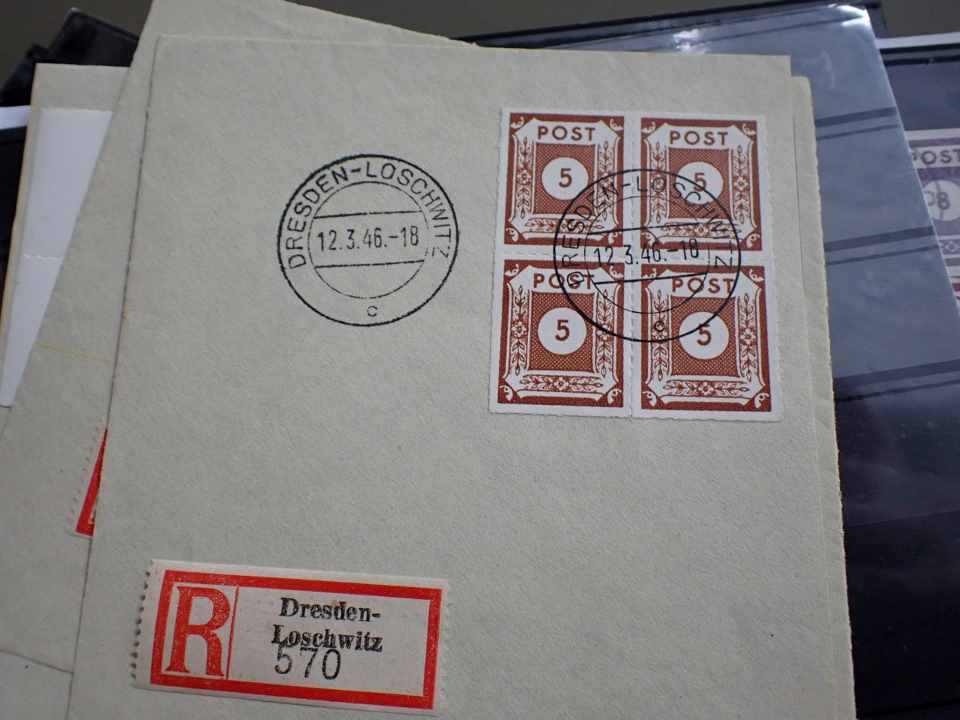 DRESDEN-LOSCHWITZ
12.3.46.-18
c
POST
5
POST
5
POST
5
POST
5
DRESDEN-LOSCHWITZ
12.3.46.-18
c
POST
8
R
Dresden-
Loschwitz
570